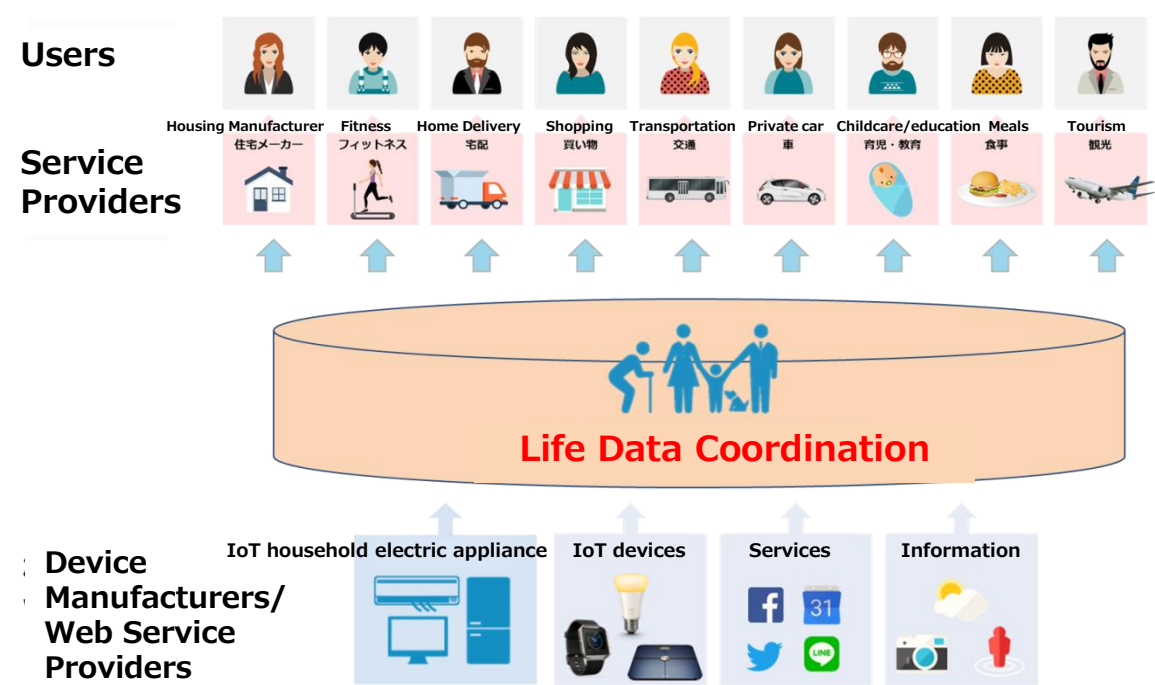 Users
Housing Manufacturer Fitness Home Delivery Shopping Transportation Private car Childcare/education Meals Tourism
住宅メーカー フィットネス 宅配 買い物 交通 車 育児・教育 食事 観光
Service
Providers
Life Data Coordination
IoT household electric appliance IoT devices Services Information
Device
Manufacturers/
Web Service
Providers
31
LINE